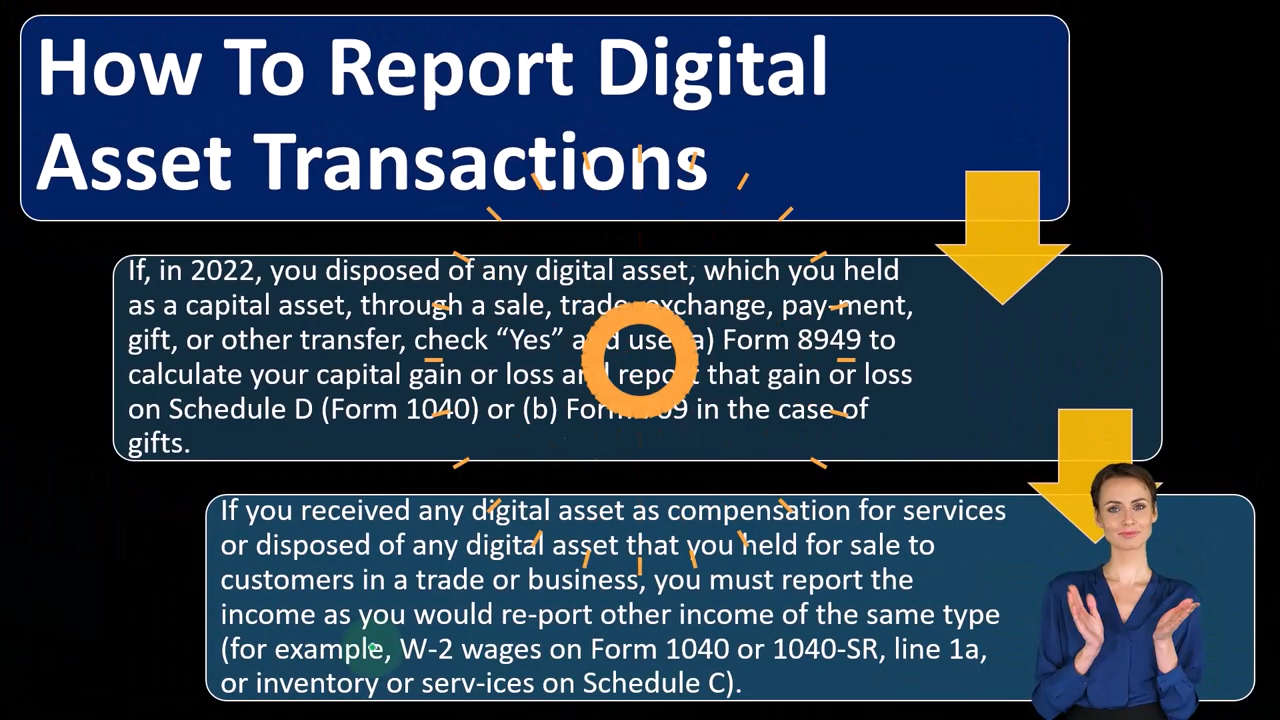 How To Report Digital
Asset Transactions
If, in 2022, you disposed of any digital asset, which you held
as a capital asset, through a sale, trade, exchange, pay-ment,
gift, or other transfer, check “Yes” and use (a) Form 8949 to
calculate your capital gain or loss and report that gain or loss
on Schedule D (Form 1040) or (b) Form 709 in the case of
gifts.
If you received any digital asset as compensation for services
or disposed of any digital asset that you held for sale to
customers in a trade or business, you must report the
income as you would re-port other income of the same type
(for example, W-2 wages on Form 1040 or 1040-SR, line 1a,
or inventory or serv-ices on Schedule C).